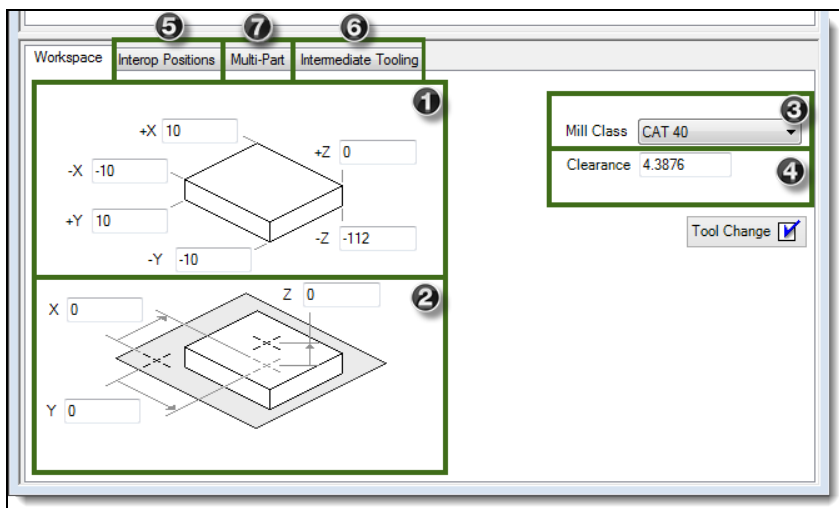 5 7 6
Workspace Interop Positions Multi-Part Intermediate Tooling
1
3
+X 10
Mill Class CAT 40
+Z 0
-X -10
Clearance 4.3876
4
+Y 10
Tool Change
-Z -112
-Y -10
Z 0
2
X 0
Y 0